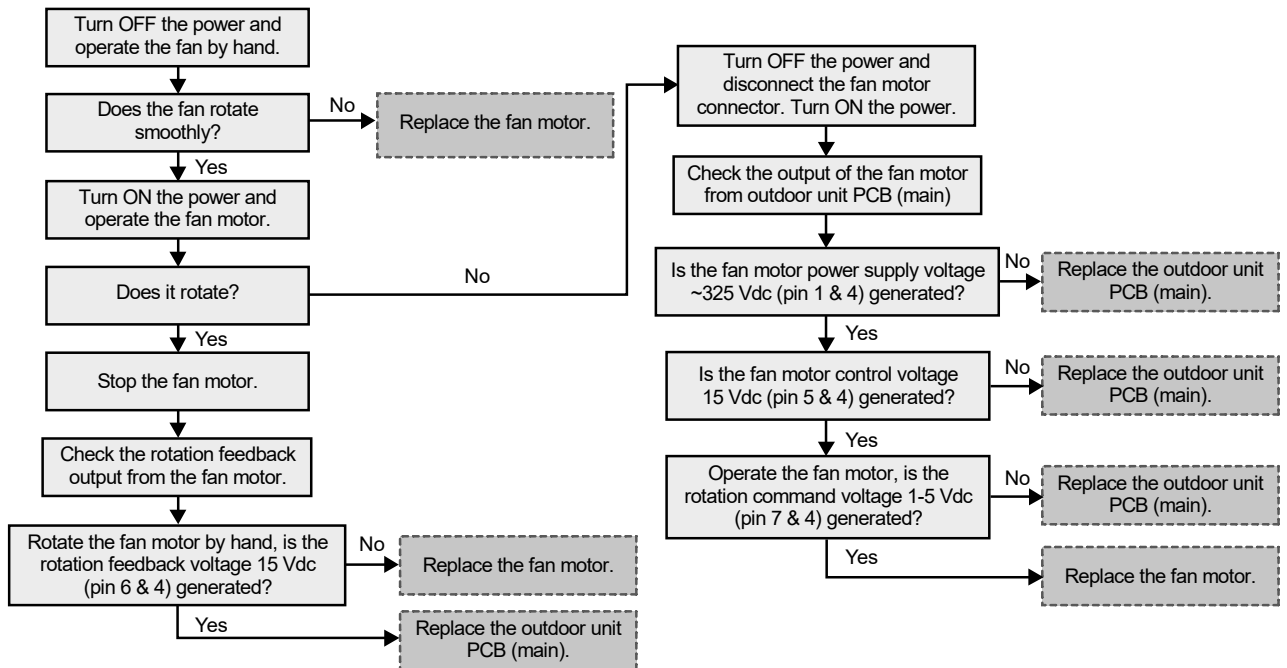 Turn OFF the power and
operate the fan by hand.
Does the fan rotate
smoothly?
No
Replace the fan motor.
Yes
Turn ON the power and
operate the fan motor.
Does it rotate?
No
Yes
Stop the fan motor.
Check the rotation feedback
output from the fan motor.
Rotate the fan motor by hand, is the
rotation feedback voltage 15 Vdc
(pin 6 & 4) generated?
No
Replace the fan motor.
Yes
Replace the outdoor unit
PCB (main).
Turn OFF the power and
disconnect the fan motor
connector. Turn ON the power.
Check the output of the fan motor
from outdoor unit PCB (main)
Is the fan motor power supply voltage
~325 Vdc (pin 1 & 4) generated?
No
Replace the outdoor unit
PCB (main).
Yes
Is the fan motor control voltage
15 Vdc (pin 5 & 4) generated?
No
Replace the outdoor unit
PCB (main).
Yes
Operate the fan motor, is the
rotation command voltage 1-5 Vdc
(pin 7 & 4) generated?
No
Replace the outdoor unit
PCB (main).
Yes
Replace the fan motor.